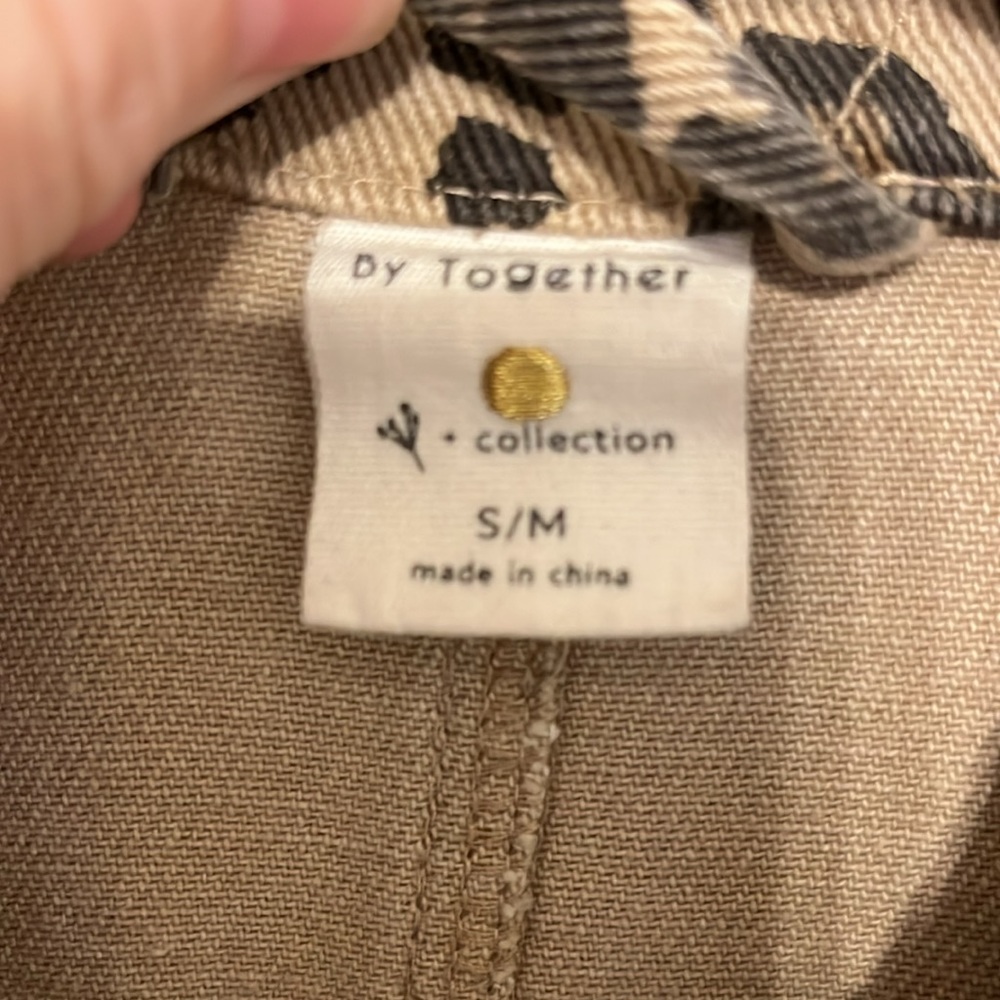 By Together
• collection
S/M
made in china